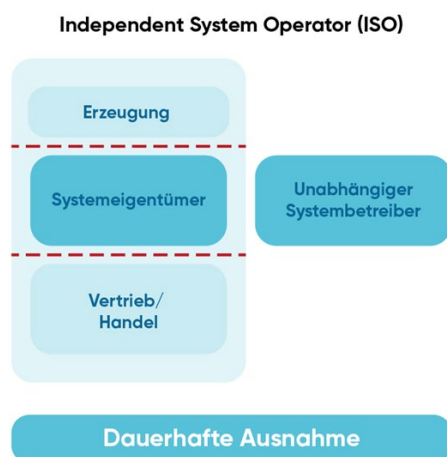 Independent System Operator (ISO)
Erzeugung
Systemeigentümer
Unabhängiger
Systembetreiber
Vertrieb/
Handel
Dauerhafte Ausnahme